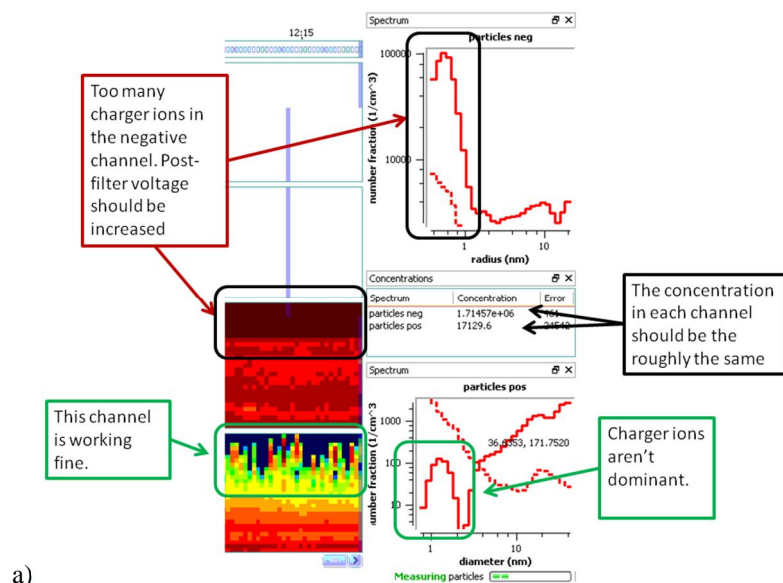 12:15
Too many
charger ions in
the negative
channel. Post-
filter voltage
should be
increased
This channel
is working
fine.
a)
Spectrum
particles neg
number fraction (1/cm^3)
100000
10000
1
10
radius (nm)
Concentrations
Spectrum Concentration Error
particles neg 1.71457e+06
particles pos 17129.6 24542
The concentration
in each channel
should be the
roughly the same
Spectrum
particles pos
number fraction (1/cm^3
1000
100
10
36.6353, 171.7520
1
10
diameter (nm)
Measuring particles
Charger ions
aren't
dominant.